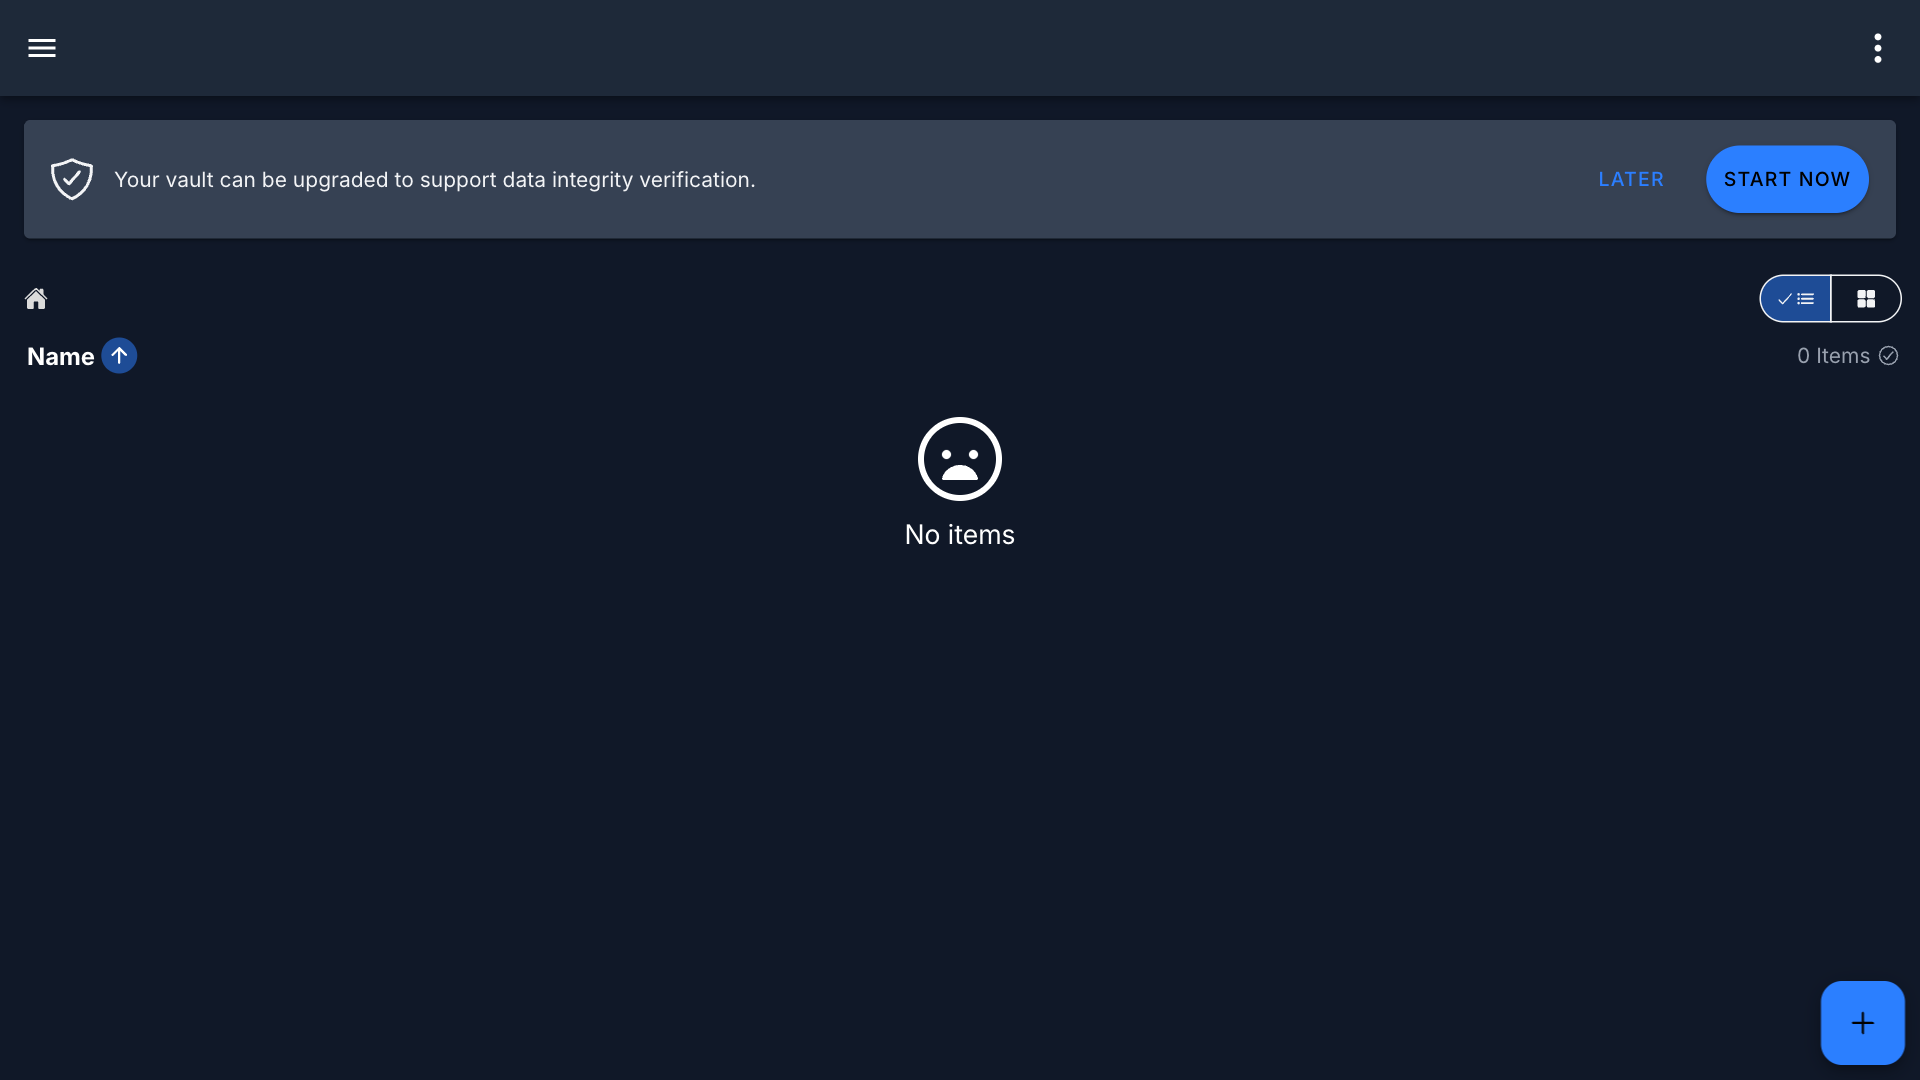 Your vault can be upgraded to support data integrity verification.
LATER
START NOW
Name
0 Items
No items